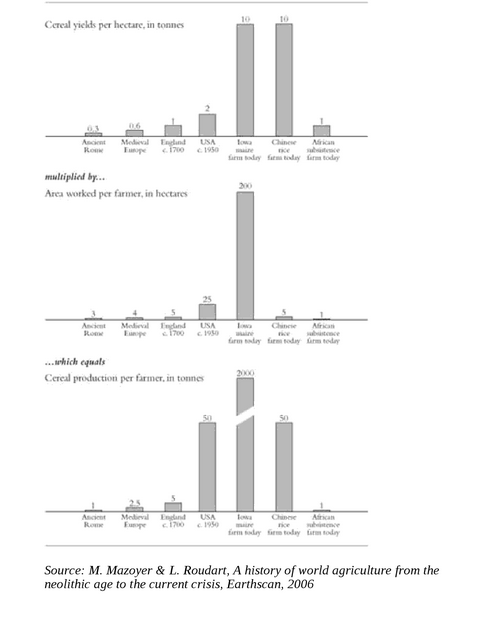 Cereal yields per hectare, in tonnes
10 10
2
1 1
0.3 0.6
Ancient Medieval England USA Iowa Chinese African
Rome Europe c. 1700 c. 1950 maize rice subsistence
farm today farm today farm today
multiplied by...
Area worked per farmer, in hectares
200
25
3 4 5 5 1
Ancient Medieval England USA Iowa Chinese African
Rome Europe c. 1700 c. 1950 maize rice subsistence
farm today farm today farm today
...which equals
Cereal production per farmer, in tonnes
2000
50 50
1 2.5 5 1
Ancient Medieval England USA Iowa Chinese African
Rome Europe c. 1700 c. 1950 maize rice subsistence
farm today farm today farm today
Source: M. Mazoyer & L. Roudart, A history of world agriculture from the
neolithic age to the current crisis, Earthscan, 2006